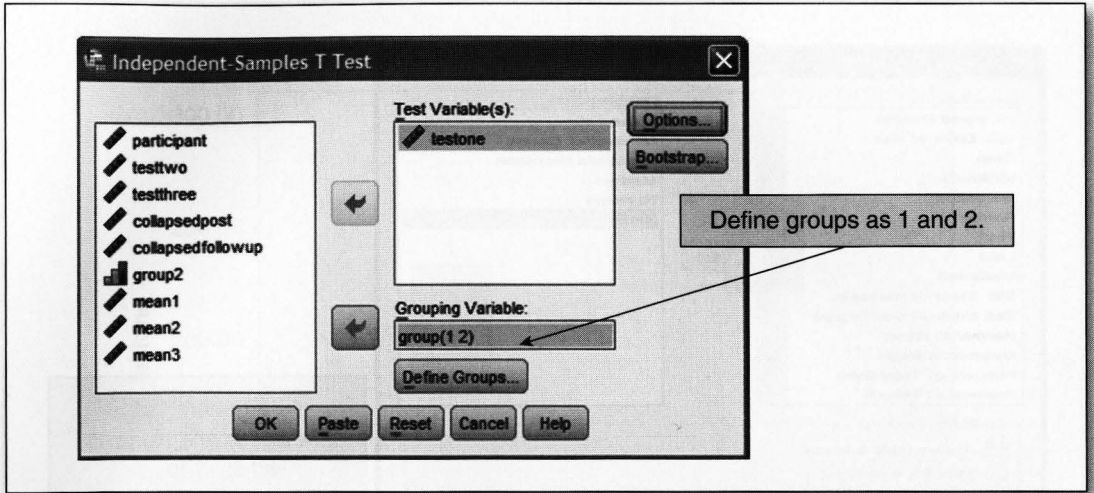 Independent-Samples T Test
participant
testtwo
testthree
collapsedpost
collapsedfollowup
group2
mean1
mean2
mean3
Test Variable(s):
testone
Options...
Bootstrap...
Define groups as 1 and 2.
Grouping Variable:
group(1 2)
Define Groups...
OK Paste Reset Cancel Help